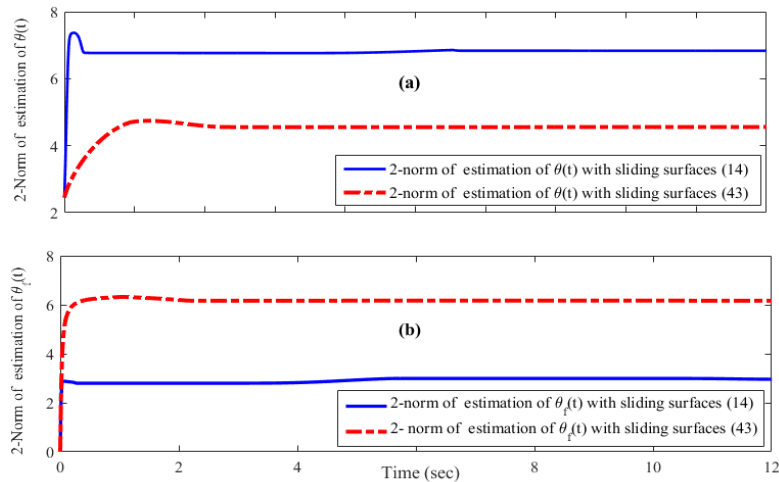 2-Norm of estimation of θ(t)
8
6
4
2
(a)
2-norm of estimation of θ(t) with sliding surfaces (14)
2-norm of estimation of θ(t) with sliding surfaces (43)
2-Norm of estimation of θ_f(t)
8
6
4
2
0
(b)
2-norm of estimation of θ_f(t) with sliding surfaces (14)
2- norm of estimation of θ_f(t) with sliding surfaces (43)
0 2 4 6 8 10 12
Time (sec)